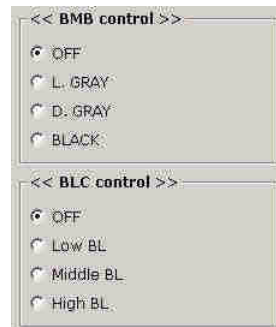 << BMB control >>
OFF
L. GRAY
D. GRAY
BLACK
<< BLC control >>
OFF
Low BL
Middle BL
High BL